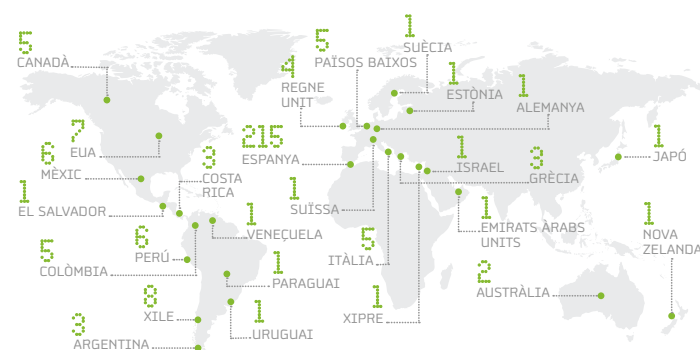 5
CANADÀ
7
EUA
6
MÈXIC
1
EL SALVADOR
3
COSTA
RICA
5
COLÒMBIA
6
PERÚ
8
XILE
3
ARGENTINA
1
VENEÇUELA
1
PARAGUAI
1
URUGUAI
4
REGNE
UNIT
5
PAÏSOS BAIXOS
1
SUÈCIA
1
ESTÒNIA
1
ALEMANYA
215
ESPANYA
1
SUÏSSA
5
ITÀLIA
1
XIPRE
1
ISRAEL
3
GRÈCIA
1
EMIRATS ÀRABS
UNITS
2
AUSTRÀLIA
1
JAPÓ
1
NOVA
ZELANDA